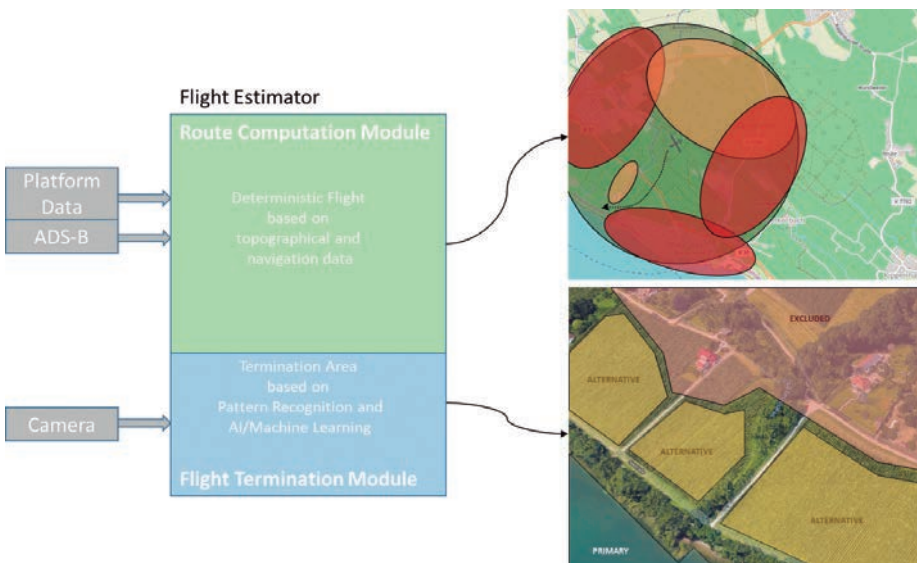 Flight Estimator
Route Computation Module
Platform
Data
ADS-B
Deterministic Flight
based on
topographical and
navigation data
Termination Area
based on
Pattern Recognition and
AI/Machine Learning
Camera
Flight Termination Module
EXCLUDED
ALTERNATIVE
ALTERNATIVE
ALTERNATIVE
PRIMARY